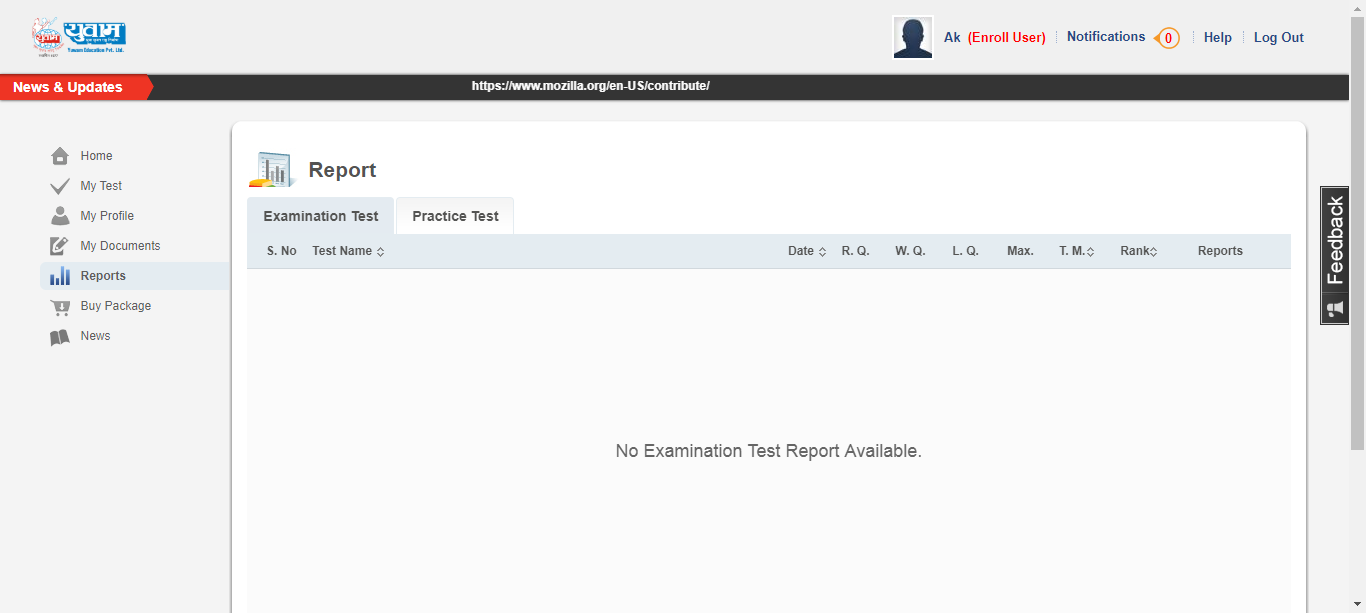 युवाम
Yuwam Education Pvt. Ltd.
Ak (Enroll User) Notifications 0 Help Log Out
News & Updates
https://www.mozilla.org/en-US/contribute/
Home
My Test
My Profile
My Documents
Reports
Buy Package
News
Report
Examination Test Practice Test
S. No Test Name Date R. Q. W. Q. L. Q. Max. T. M. Rank Reports
No Examination Test Report Available.
Feedback